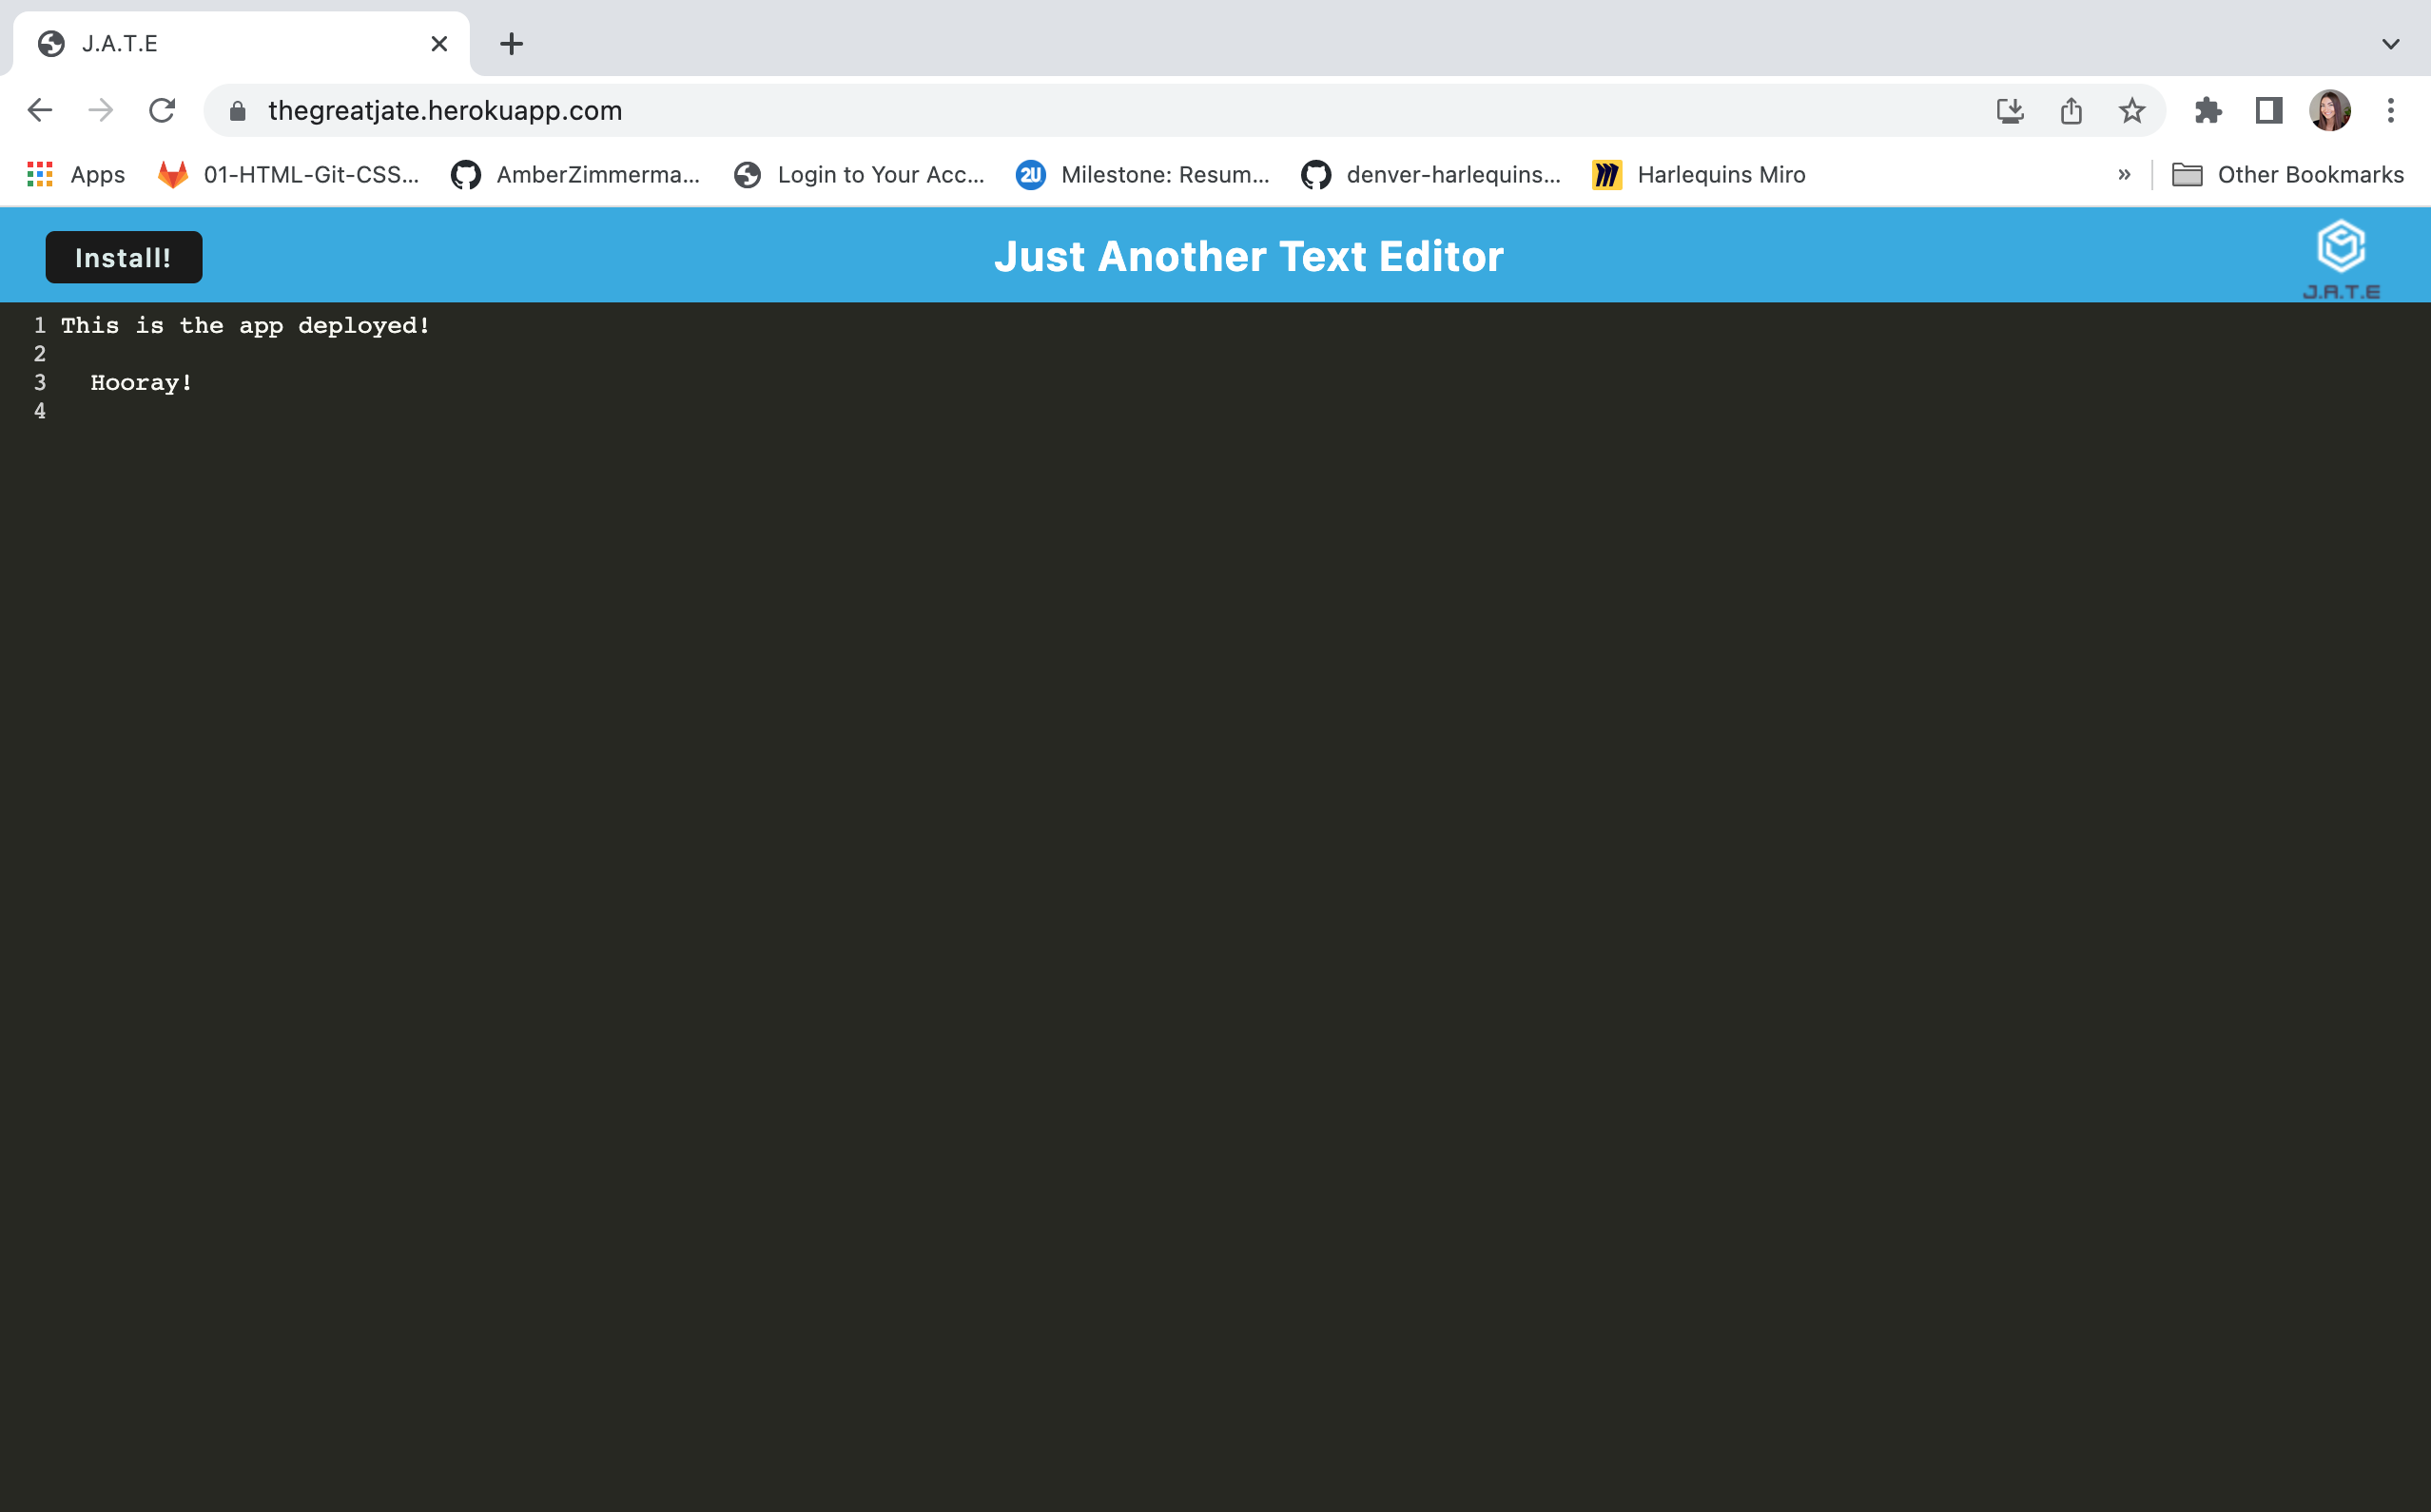 J.A.T.E
thegreatjate.herokuapp.com
Apps 01-HTML-Git-CSS... AmberZimmerma... Login to Your Acc... 2U Milestone: Resum... denver-harlequins... Harlequins Miro » Other Bookmarks
Install! Just Another Text Editor J.A.T.E
1 This is the app deployed!
2
3 Hooray!
4